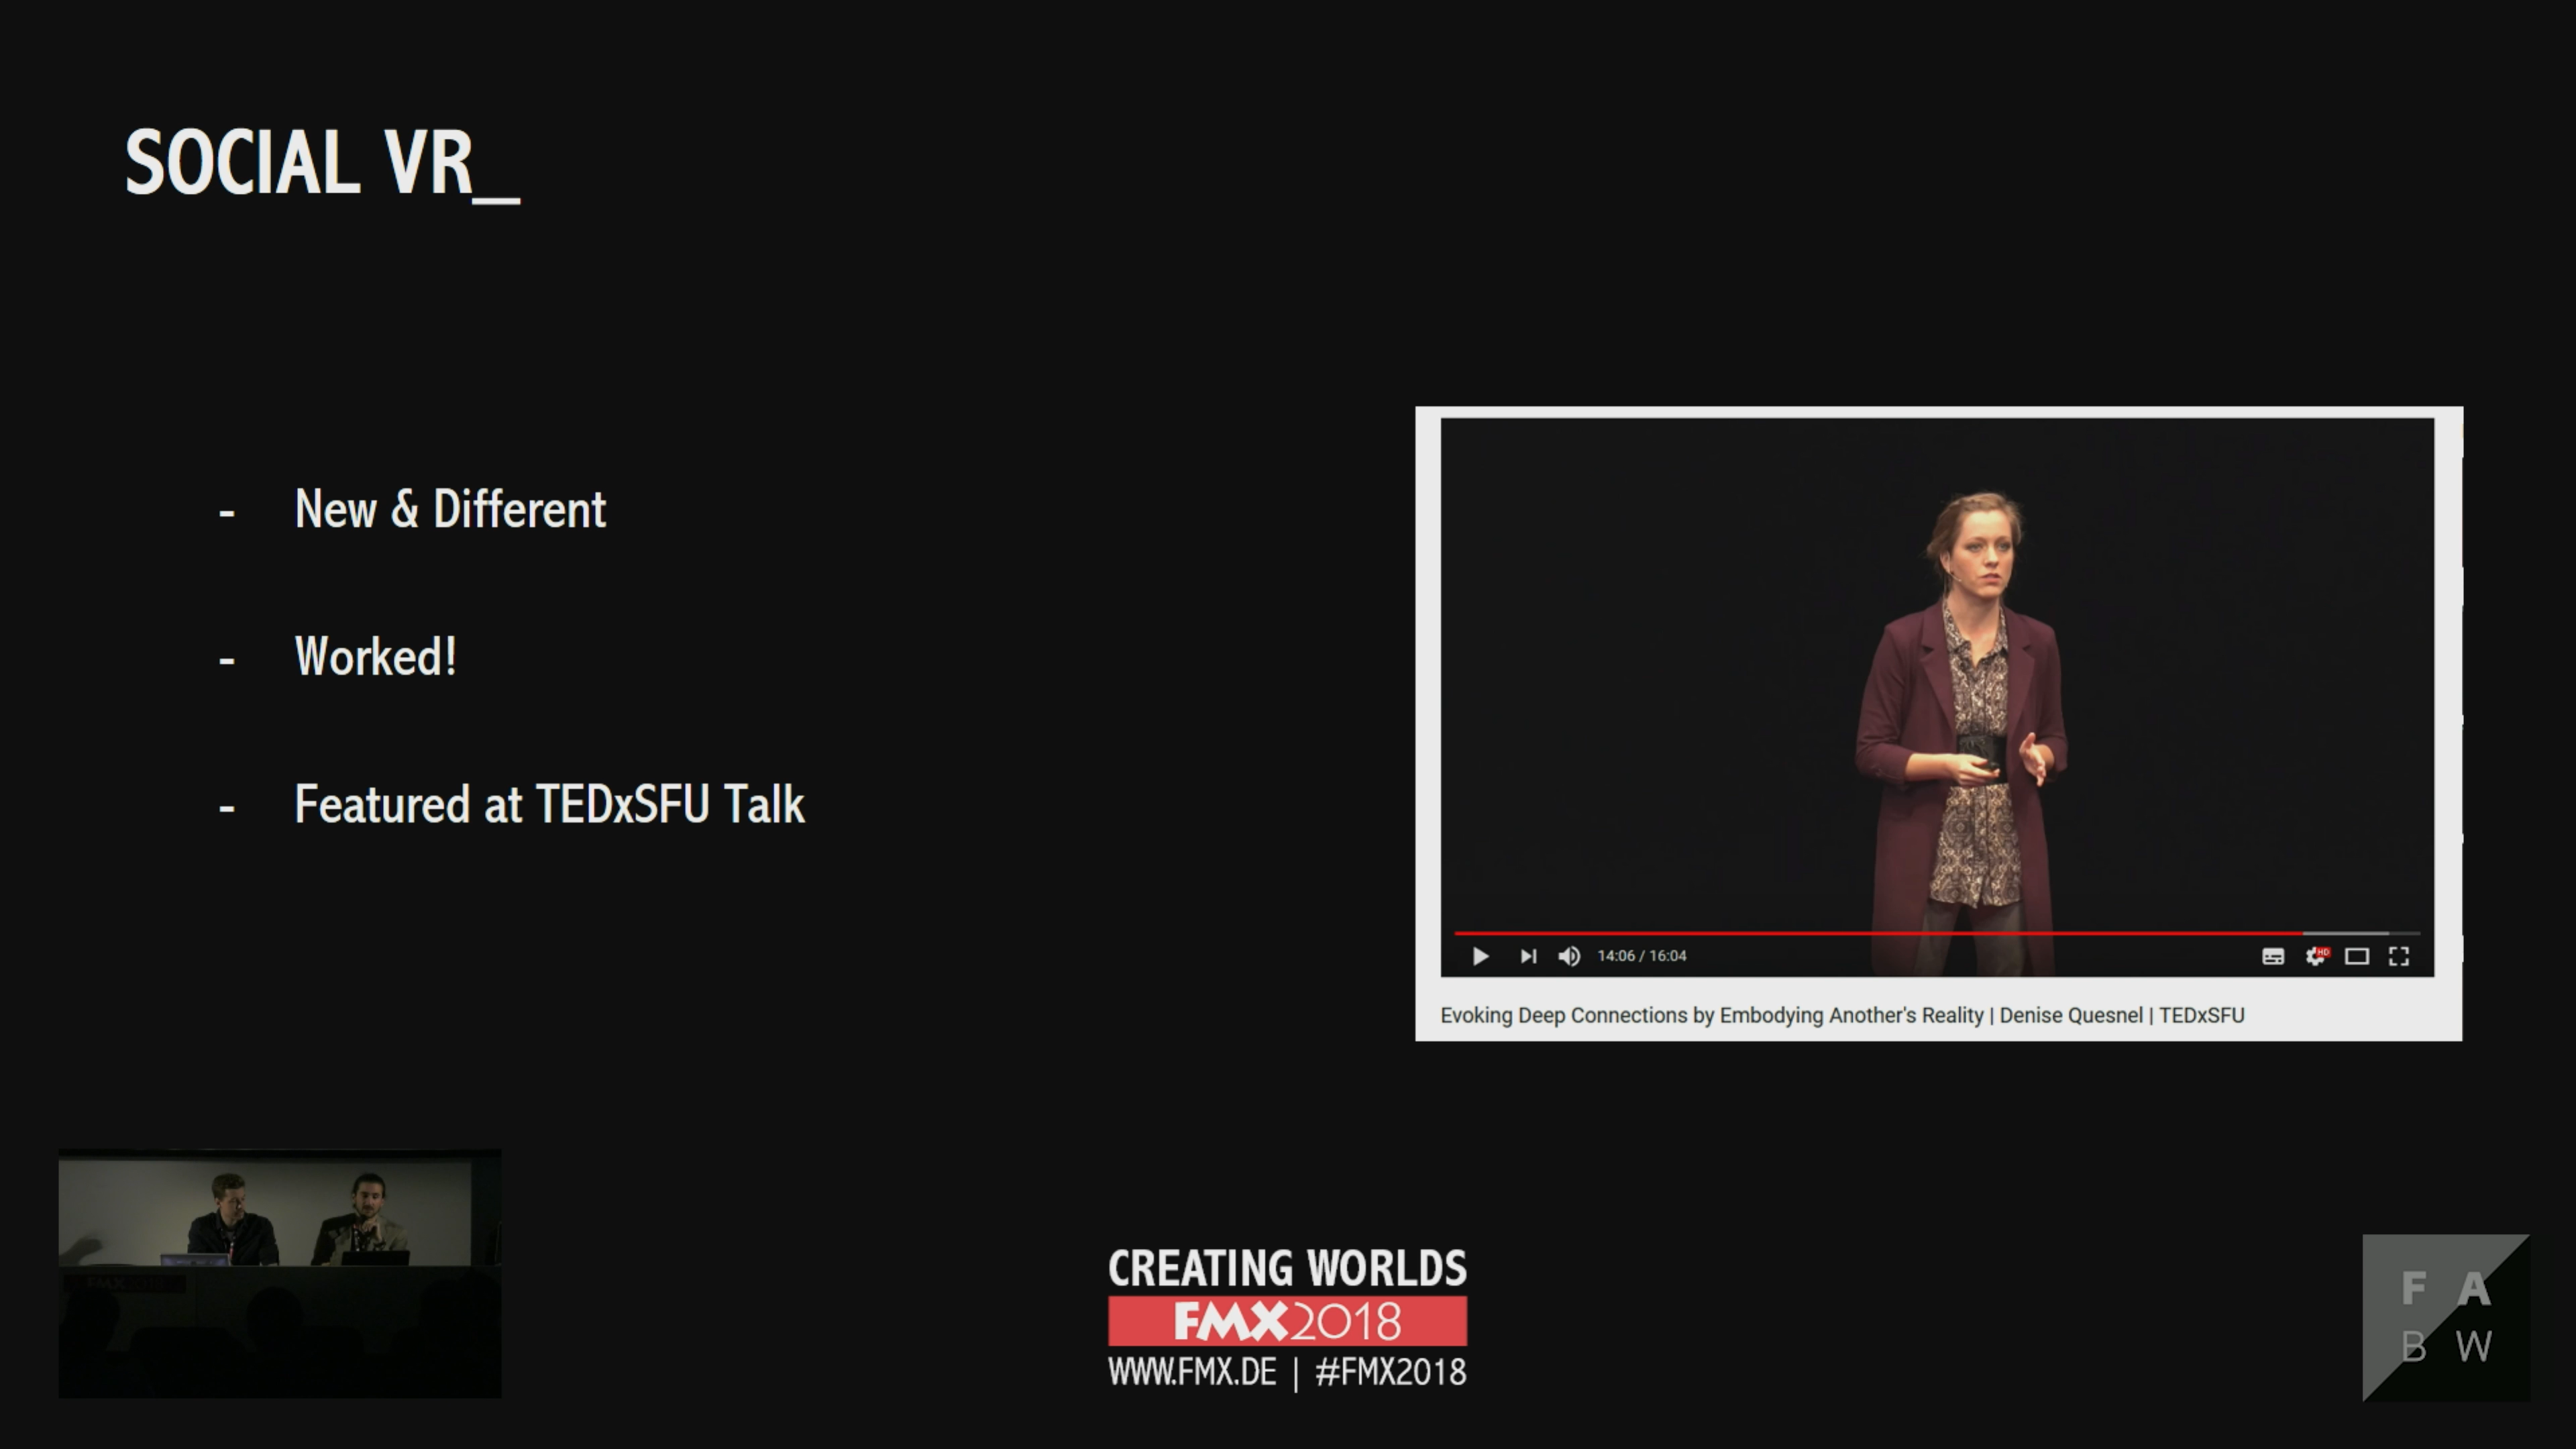 SOCIAL VR_
- New & Different
- Worked!
- Featured at TEDxSFU Talk
14:06 / 16:04
HD
Evoking Deep Connections by Embodying Another's Reality | Denise Quesnel | TEDxSFU
CREATING WORLDS
FMX2018
WWW.FMX.DE | #FMX2018
F A
B W